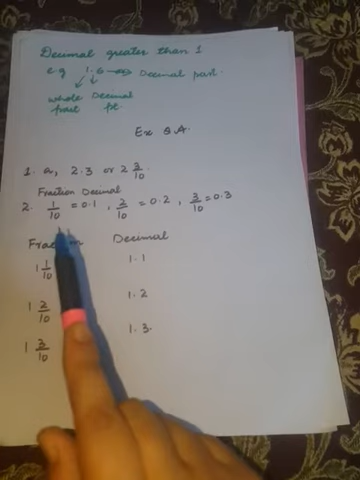 Decimal greater than 1
e.g 1.6 → Decimal part.
whole Decimal
part pt.
Ex 8A.
1. a, 2.3 or 2 3/10.
Fraction Decimal
2. 1/10 = 0.1, 2/10 = 0.2, 3/10 = 0.3
Decimal
1 1/10 1.1
1 2/10 1.2
1 3/10 1.3.